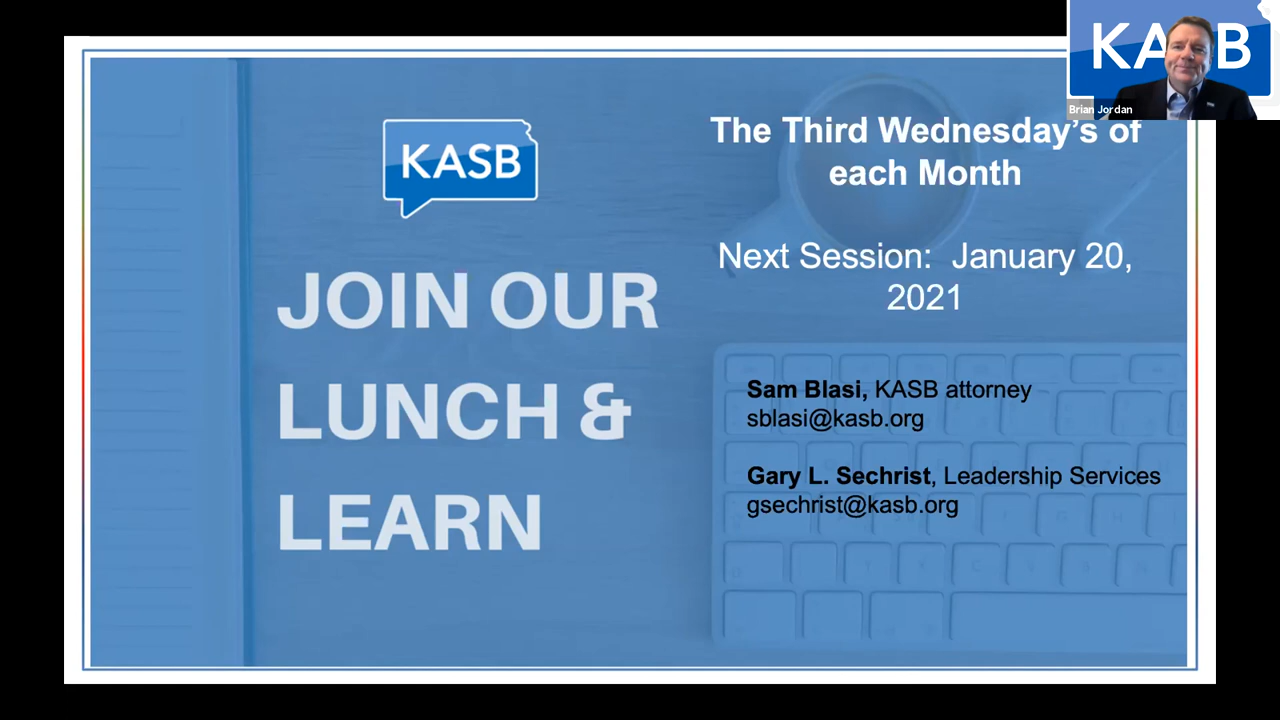 KASB
Brian Jordan
The Third Wednesday's of
each Month
KASB
Next Session:  January 20,
2021
JOIN OUR
LUNCH &
LEARN
Sam Blasi, KASB attorney
sblasi@kasb.org
Gary L. Sechrist, Leadership Services
gsechrist@kasb.org